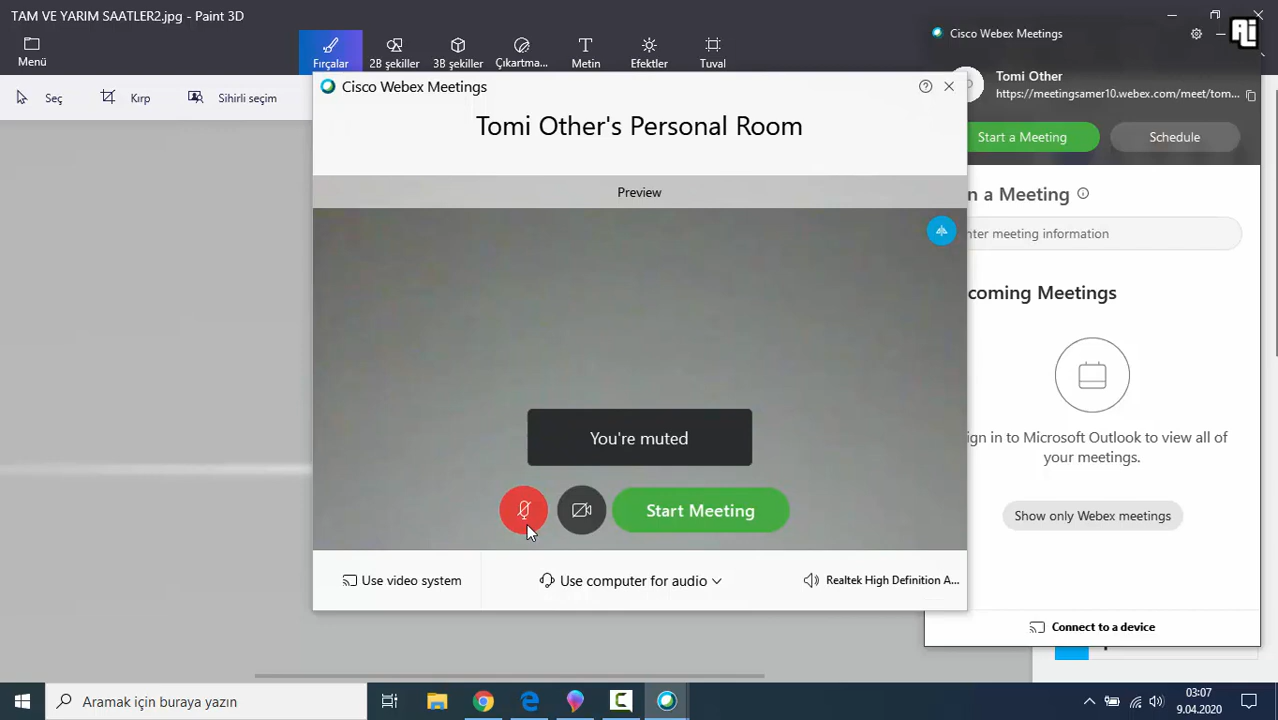 TAM VE YARIM SAATLER2.jpg - Paint 3D
Menü
Fırçalar
2B şekiller
3B şekiller
Çıkartma...
Metin
Efektler
Tuval
Seç
Kırp
Sihirli seçim
Cisco Webex Meetings
Tomi Other's Personal Room
Preview
You're muted
Start Meeting
Use video system
Use computer for audio
Realtek High Definition A...
Cisco Webex Meetings
Tomi Other
https://meetingsamer10.webex.com/meet/tom...
Start a Meeting
Schedule
n a Meeting
nter meeting information
coming Meetings
ign in to Microsoft Outlook to view all of
your meetings.
Show only Webex meetings
Connect to a device
Aramak için buraya yazın
03:07
9.04.2020